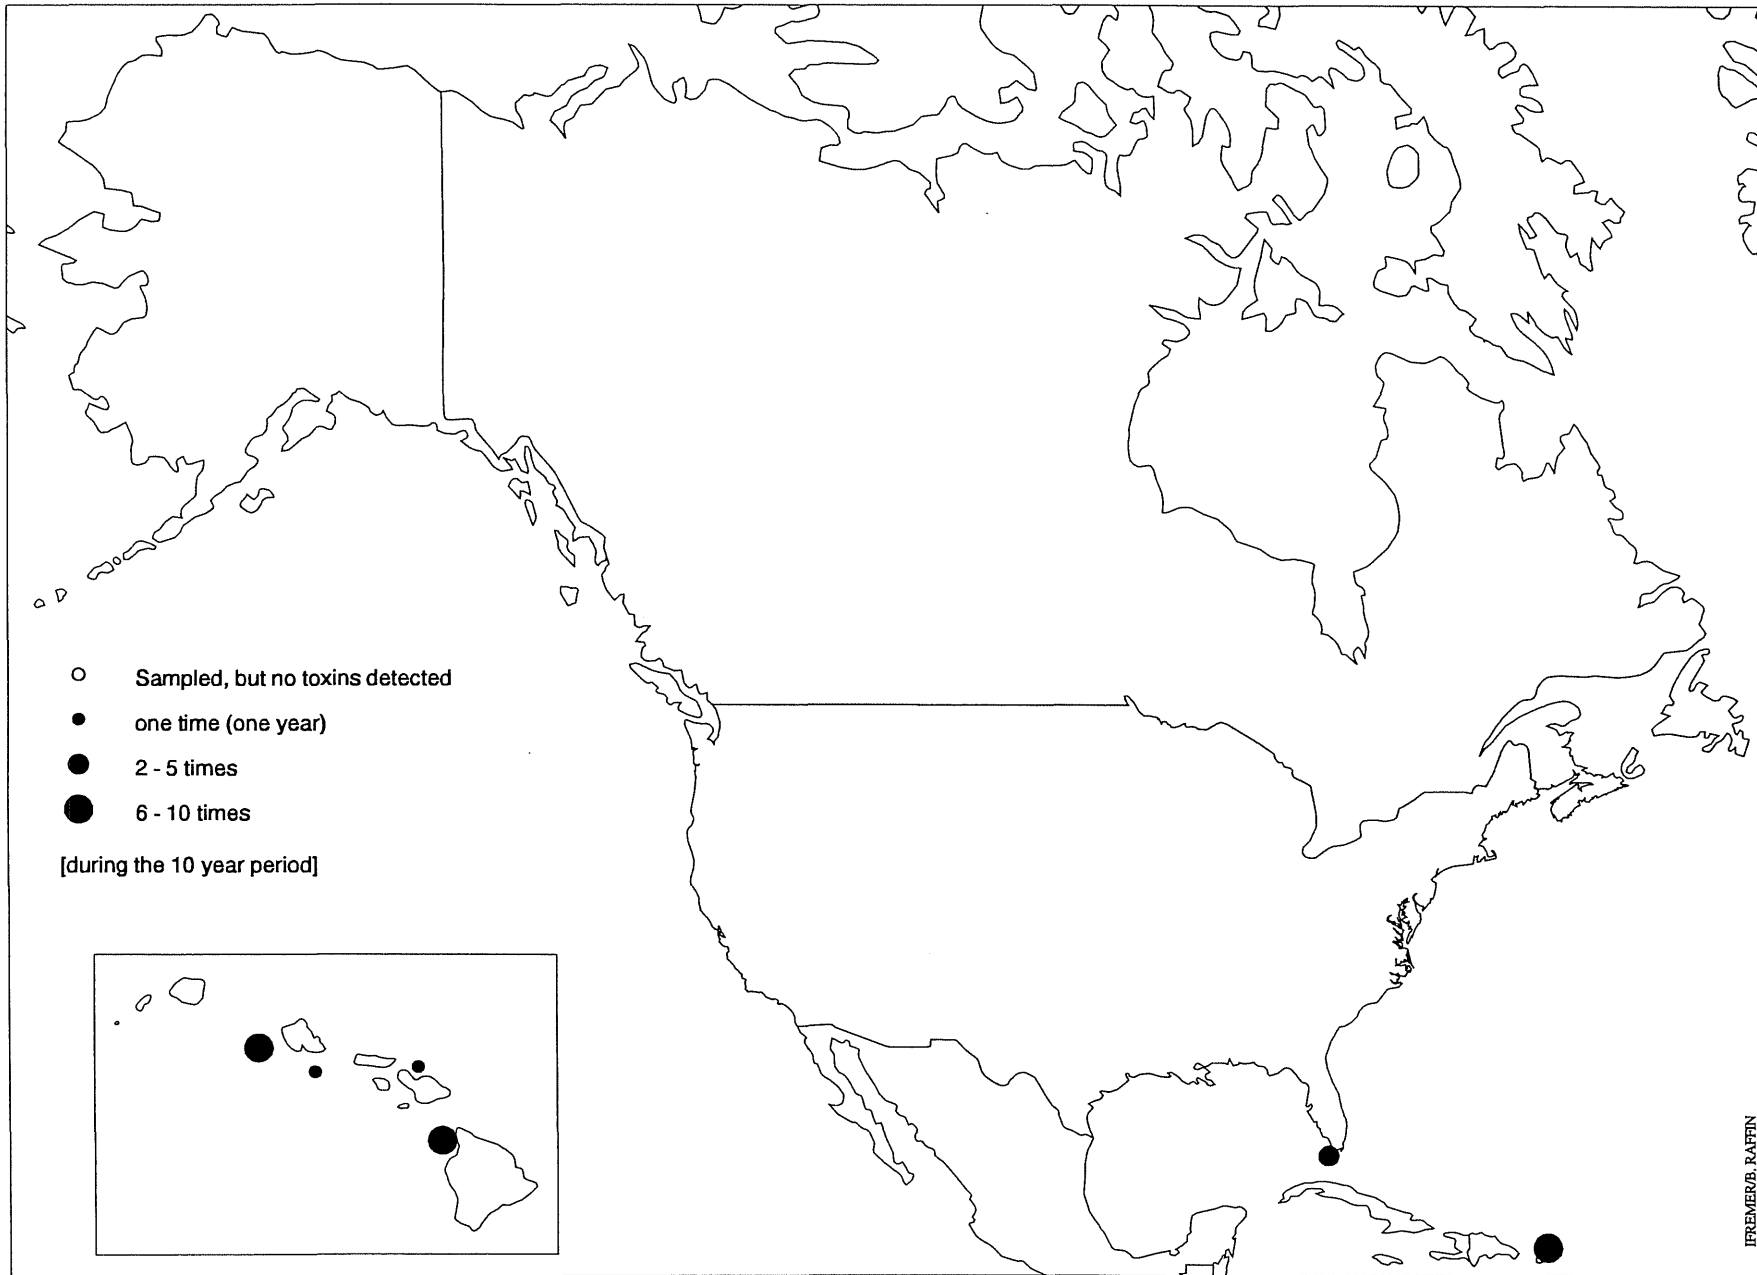 Sampled, but no toxins detected
one time (one year)
2 - 5 times
6 - 10 times
[during the 10 year period]
IFREMER/B. RAFFIN